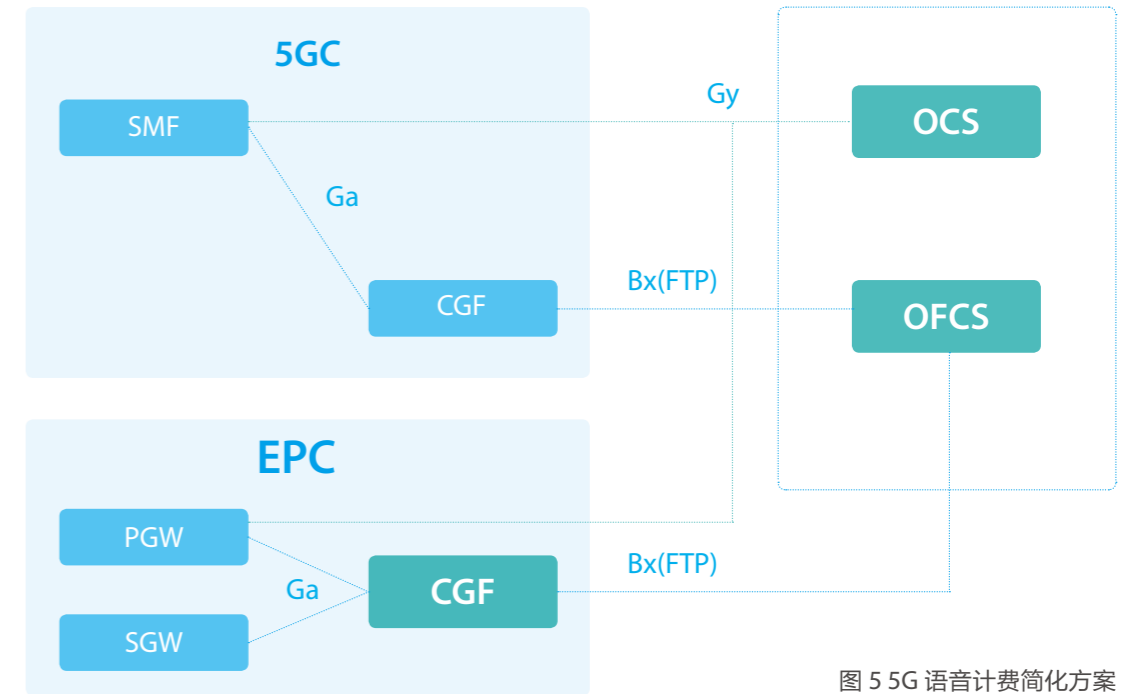 5GC
SMF
Gy
OCS
Ga
CGF
Bx(FTP)
OFCS
EPC
PGW
Ga
CGF
Bx(FTP)
SGW
图 5 5G 语音计费简化方案